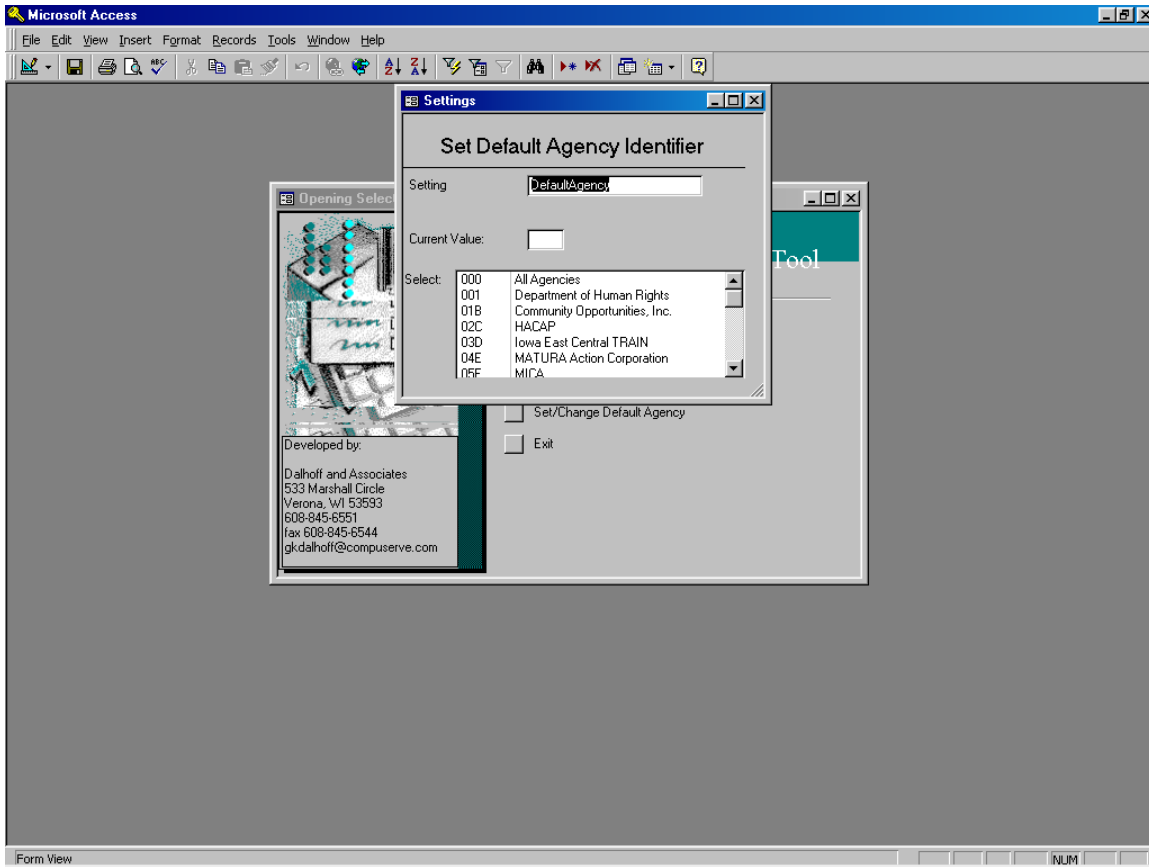 Microsoft Access
File Edit View Insert Format Records Tools Window Help
ABC
Settings
Set Default Agency Identifier
Setting DefaultAgency
Opening Selec
Current Value:
Tool
Select: 000 All Agencies
001 Department of Human Rights
01B Community Opportunities, Inc.
02C HACAP
03D Iowa East Central TRAIN
04E MATURA Action Corporation
05F MICA
Set/Change Default Agency
Exit
Developed by:
Dalhoff and Associates
533 Marshall Circle
Verona, WI 53593
608-845-6551
fax 608-845-6544
gkdalhoff@compuserve.com
Form View NUM